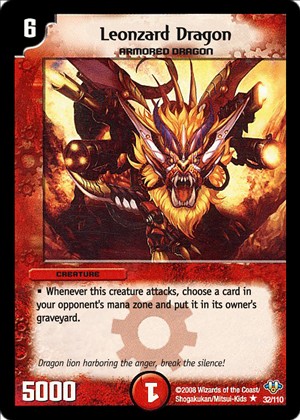 6
Leonzard Dragon
ARMORED DRAGON
CREATURE
▪ Whenever this creature attacks, choose a card in
your opponent's mana zone and put it in its owner's
graveyard.
Dragon lion harboring the anger, break the silence!
5000
1
©2008 Wizards of the Coast/
Shogakukan/Mitsui-Kids ★ 32/110